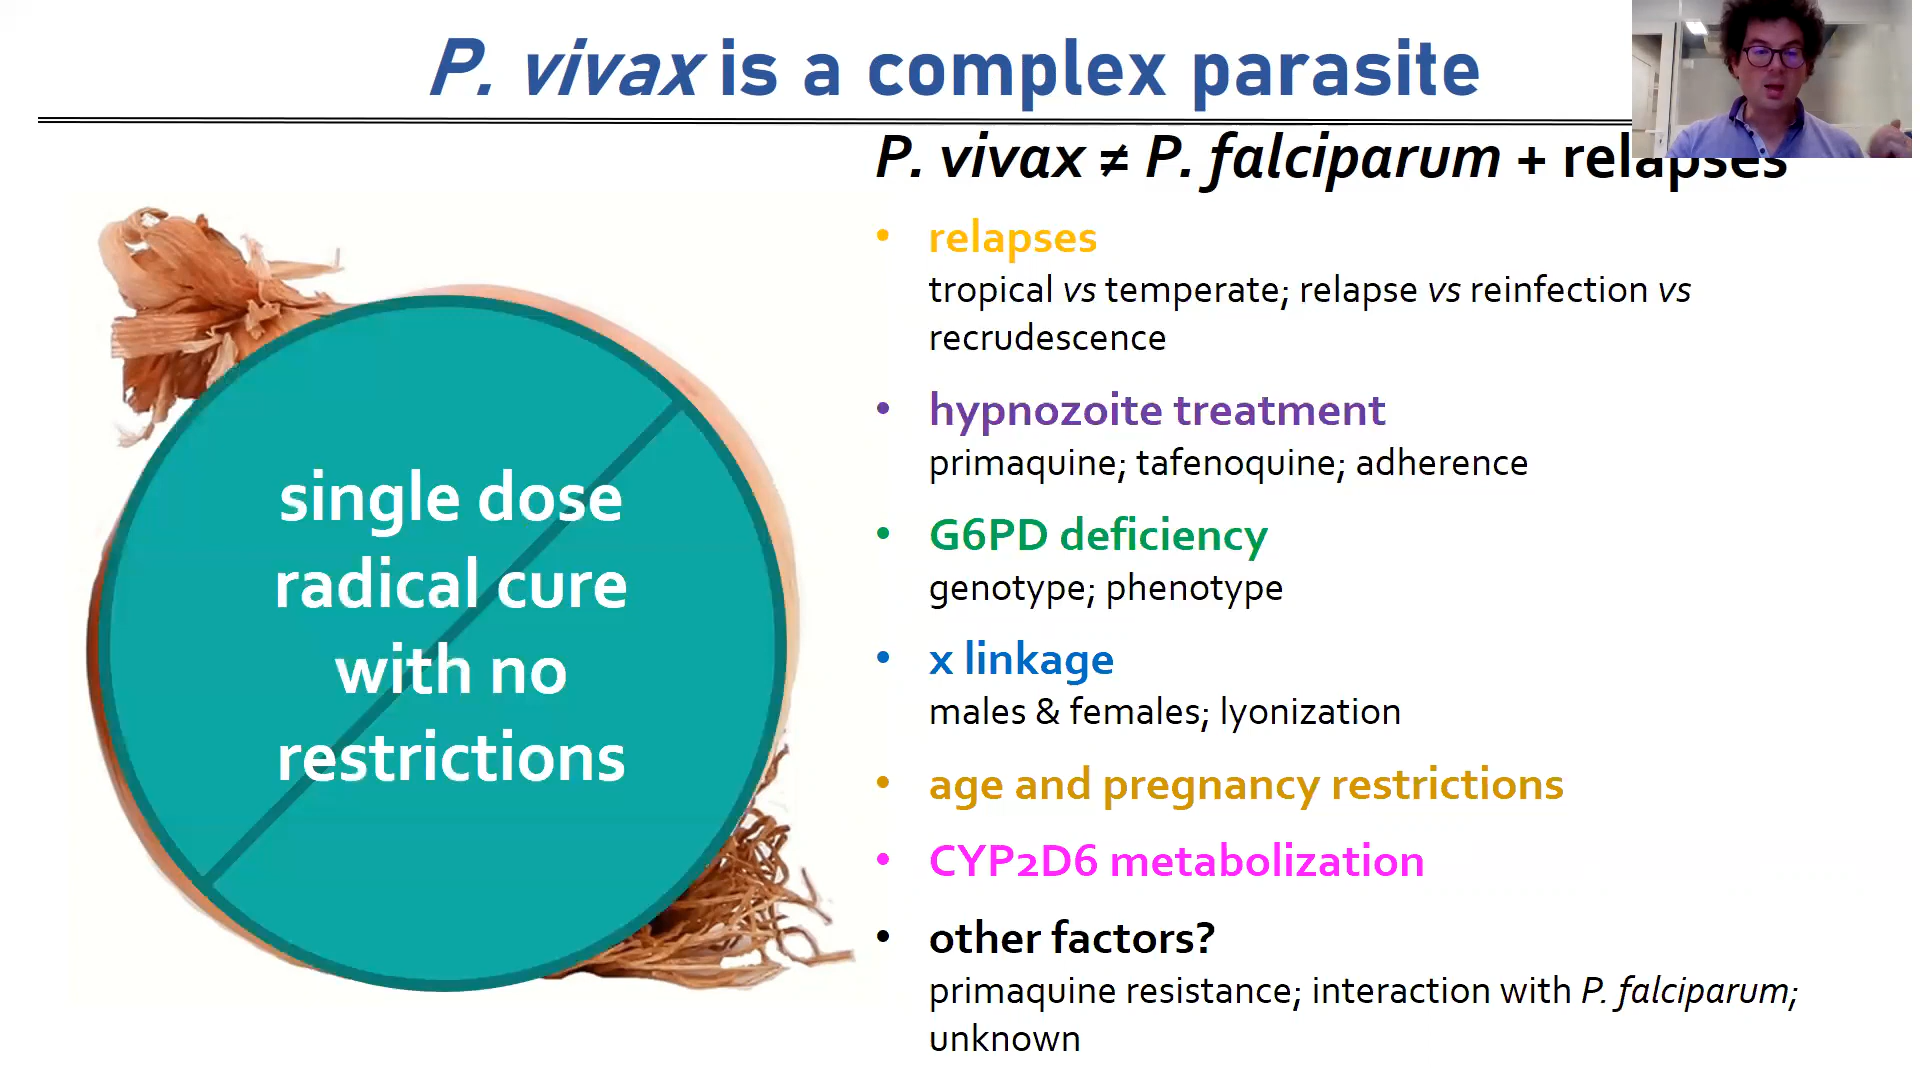 P. vivax is a complex parasite
P. vivax ≠ P. falciparum + relapses
single dose
radical cure
with no
restrictions
• relapses
tropical vs temperate; relapse vs reinfection vs
recrudescence
• hypnozoite treatment
primaquine; tafenoquine; adherence
• G6PD deficiency
genotype; phenotype
• x linkage
males & females; lyonization
• age and pregnancy restrictions
• CYP2D6 metabolization
• other factors?
primaquine resistance; interaction with P. falciparum;
unknown